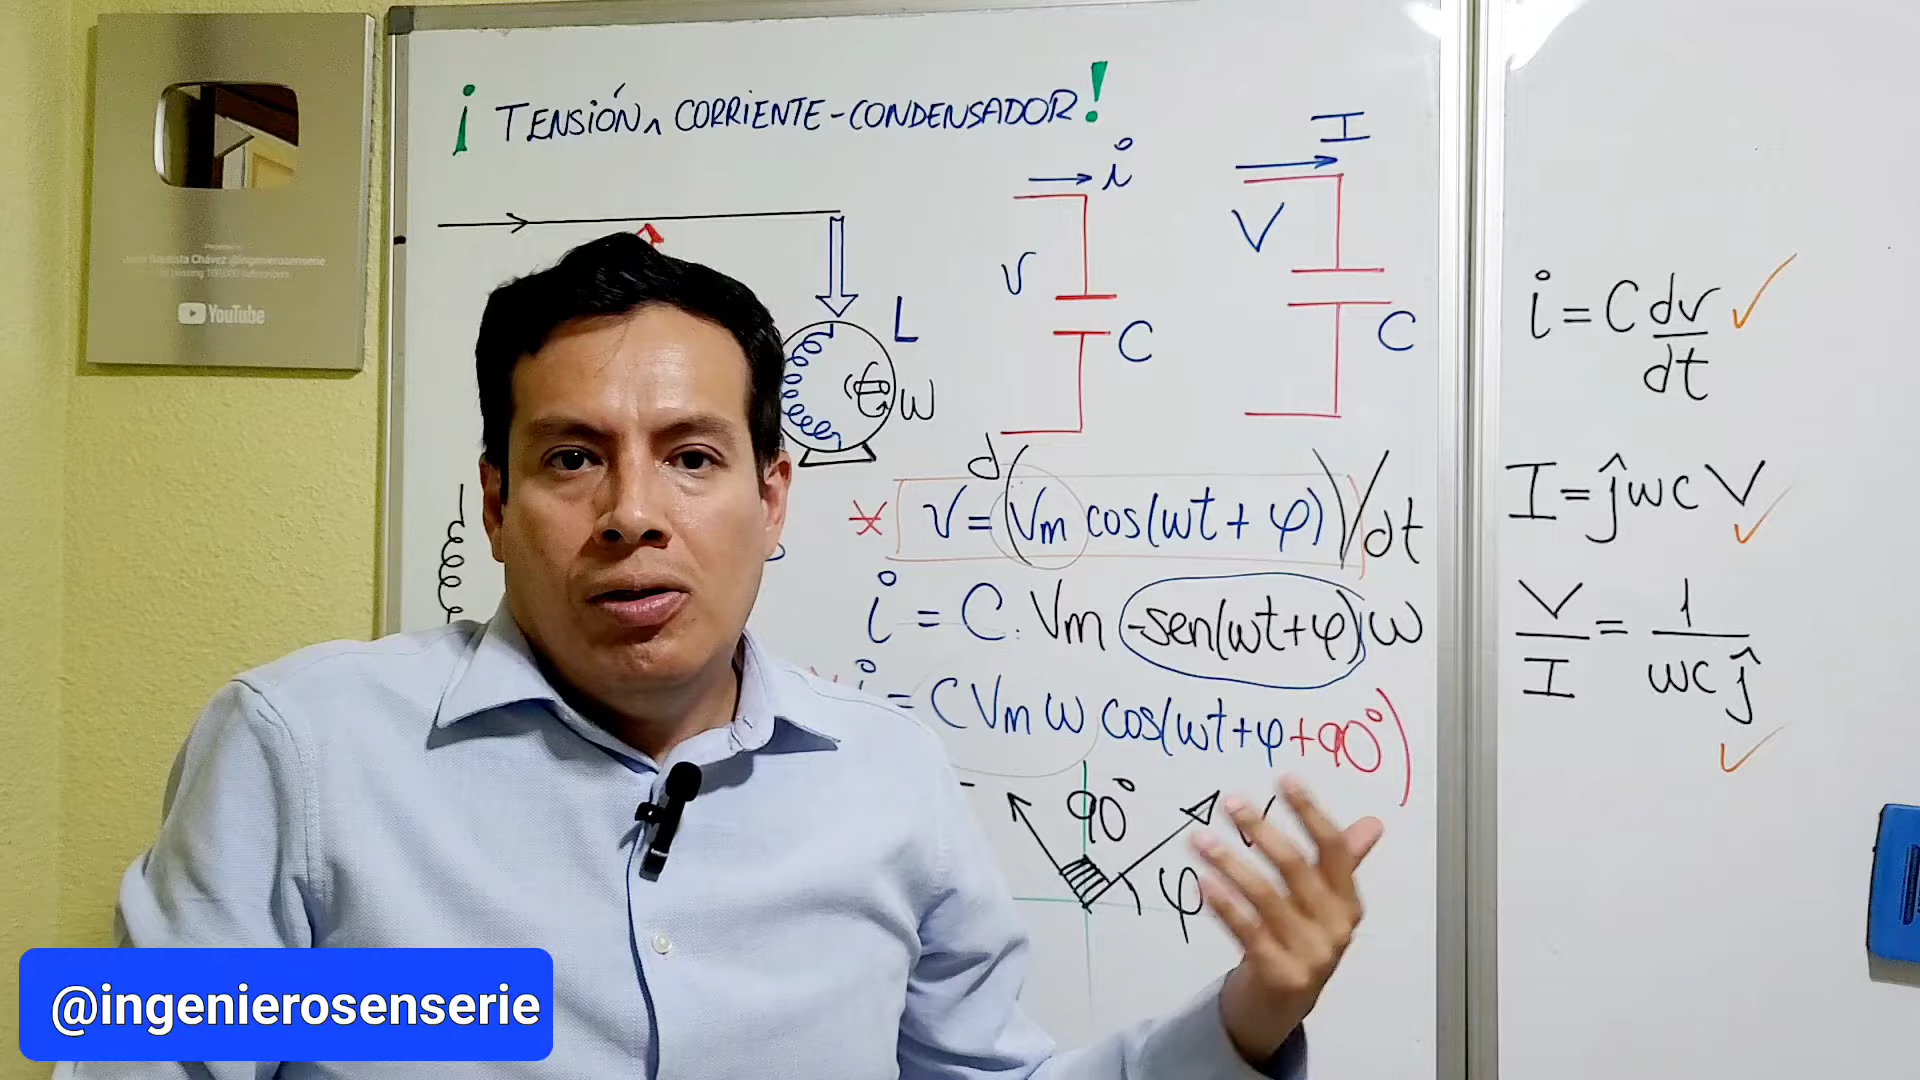 ¡ TENSIÓN ^ CORRIENTE-CONDENSADOR!
@ingenierosenserie
YouTube
L
ω
i
v
C
I
V
C
d
* v = (Vm cos(ωt + φ))/dt
i = C . Vm -sen(ωt+φ) ω
i = C Vm ω cos(ωt+φ+90°)
90°
φ
i = C dv/dt ✓
I = ĵωC V ✓
V/I = 1/ωC ĵ ✓
@ingenierosenserie